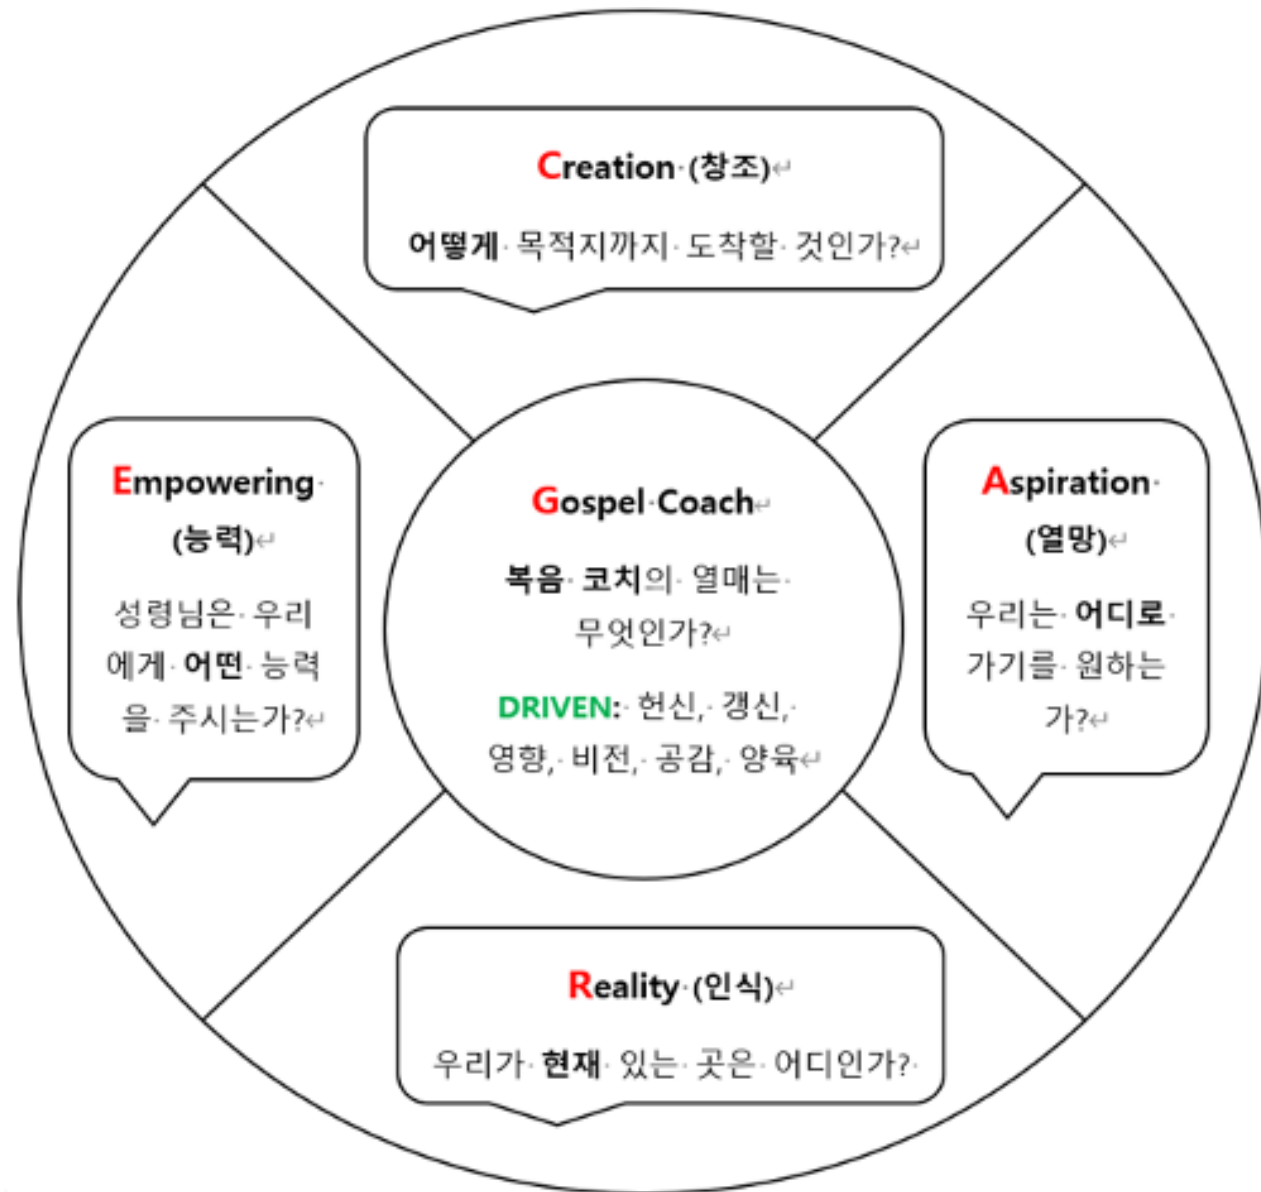 Creation (창조)
어떻게 목적지까지 도착할 것인가?
Empowering
(능력)
성령님은 우리
에게 어떤 능력
을 주시는가?
Gospel Coach
복음 코치의 열매는
무엇인가?
DRIVEN: 헌신, 갱신,
영향, 비전, 공감, 양육
Aspiration
(열망)
우리는 어디로
가기를 원하는
가?
Reality (인식)
우리가 현재 있는 곳은 어디인가?